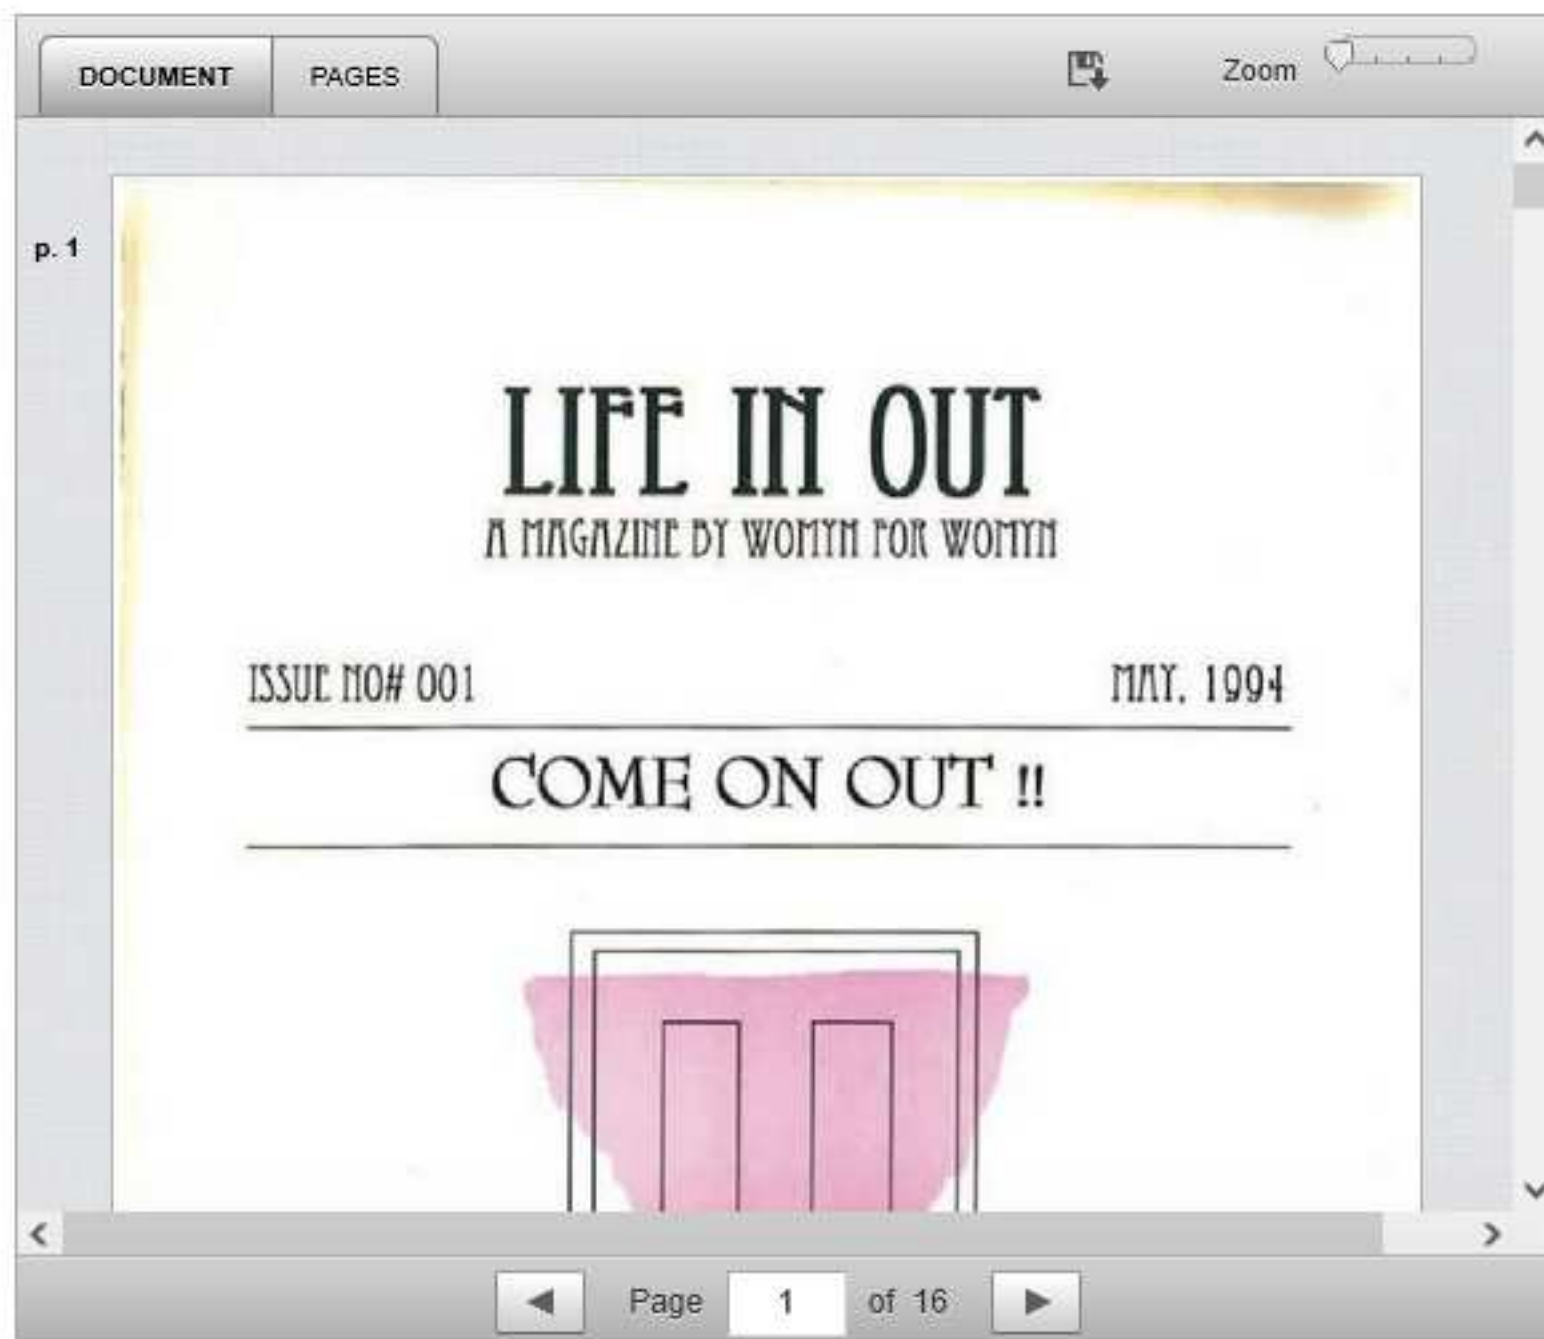 DOCUMENT PAGES Zoom
p. 1
LIFE IN OUT
A MAGAZINE BY WOMYN FOR WOMYN
ISSUE NO# 001 MAY, 1994
COME ON OUT !!
Page 1 of 16